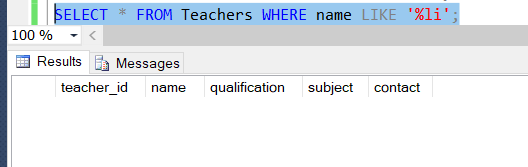 SELECT * FROM Teachers WHERE name LIKE '%li';
100 %
Results Messages
teacher_id name qualification subject contact